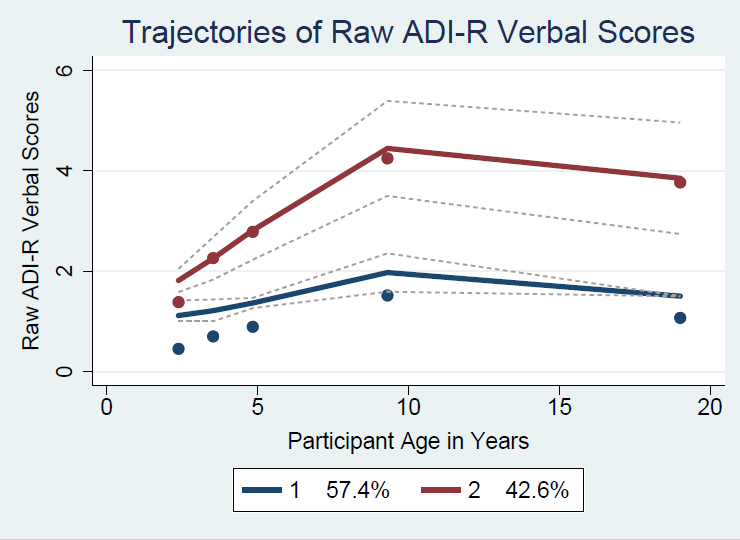 Trajectories of Raw ADI-R Verbal Scores
Raw ADI-R Verbal Scores
6
4
2
0
0 5 10 15 20
Participant Age in Years
1 57.4% 2 42.6%